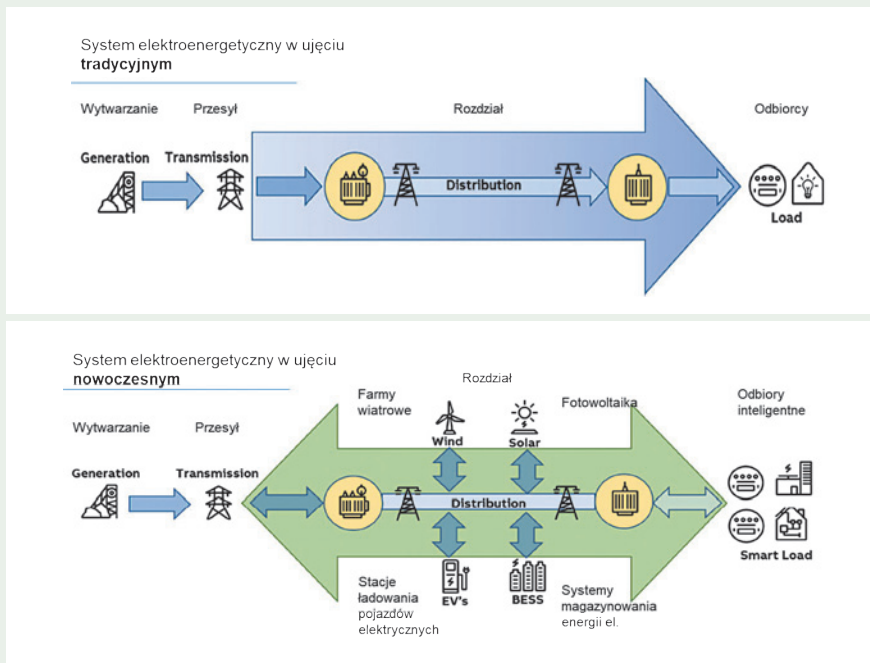 System elektroenergetyczny w ujęciu
tradycyjnym
Wytwarzanie
Przesył
Rozdział
Odbiorcy
Generation
Transmission
Distribution
Load
System elektroenergetyczny w ujęciu
nowoczesnym
Rozdział
Farmy
wiatrowe
Fotowoltaika
Odbiory
inteligentne
Wytwarzanie
Przesył
Wind
Solar
Generation
Transmission
Distribution
Smart Load
Stacje
ładowania
pojazdów
elektrycznych
EV's
BESS
Systemy
magazynowania
energii el.